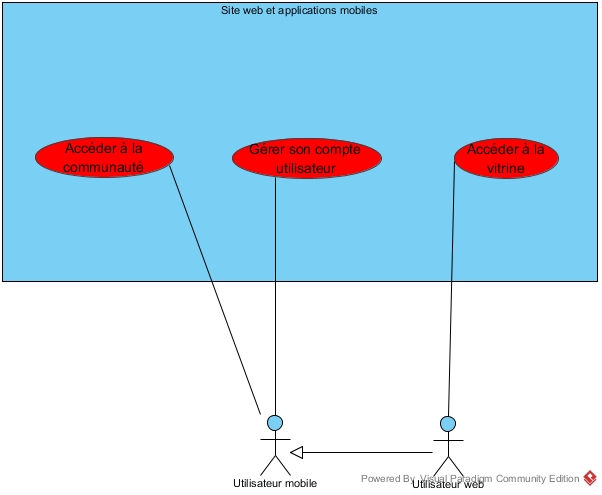 Site web et applications mobiles
Accéder à la
communauté
Gérer son compte
utilisateur
Accéder à la
vitrine
Utilisateur mobile
Utilisateur web
Powered By Visual Paradigm Community Edition